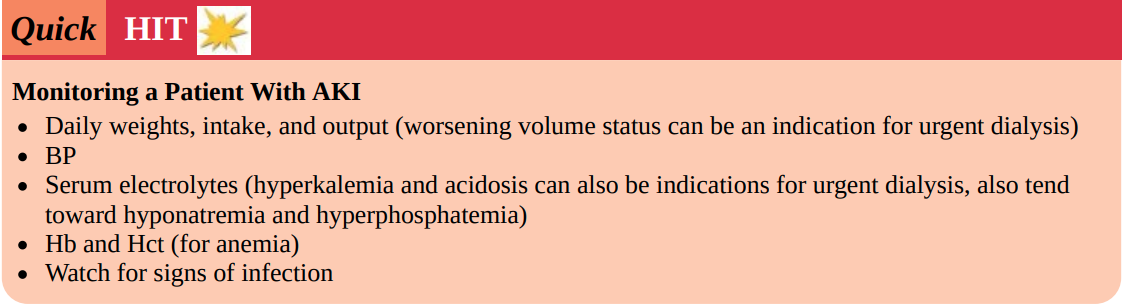 Quick HIT
Monitoring a Patient With AKI
• Daily weights, intake, and output (worsening volume status can be an indication for urgent dialysis)
• BP
• Serum electrolytes (hyperkalemia and acidosis can also be indications for urgent dialysis, also tend
toward hyponatremia and hyperphosphatemia)
• Hb and Hct (for anemia)
• Watch for signs of infection